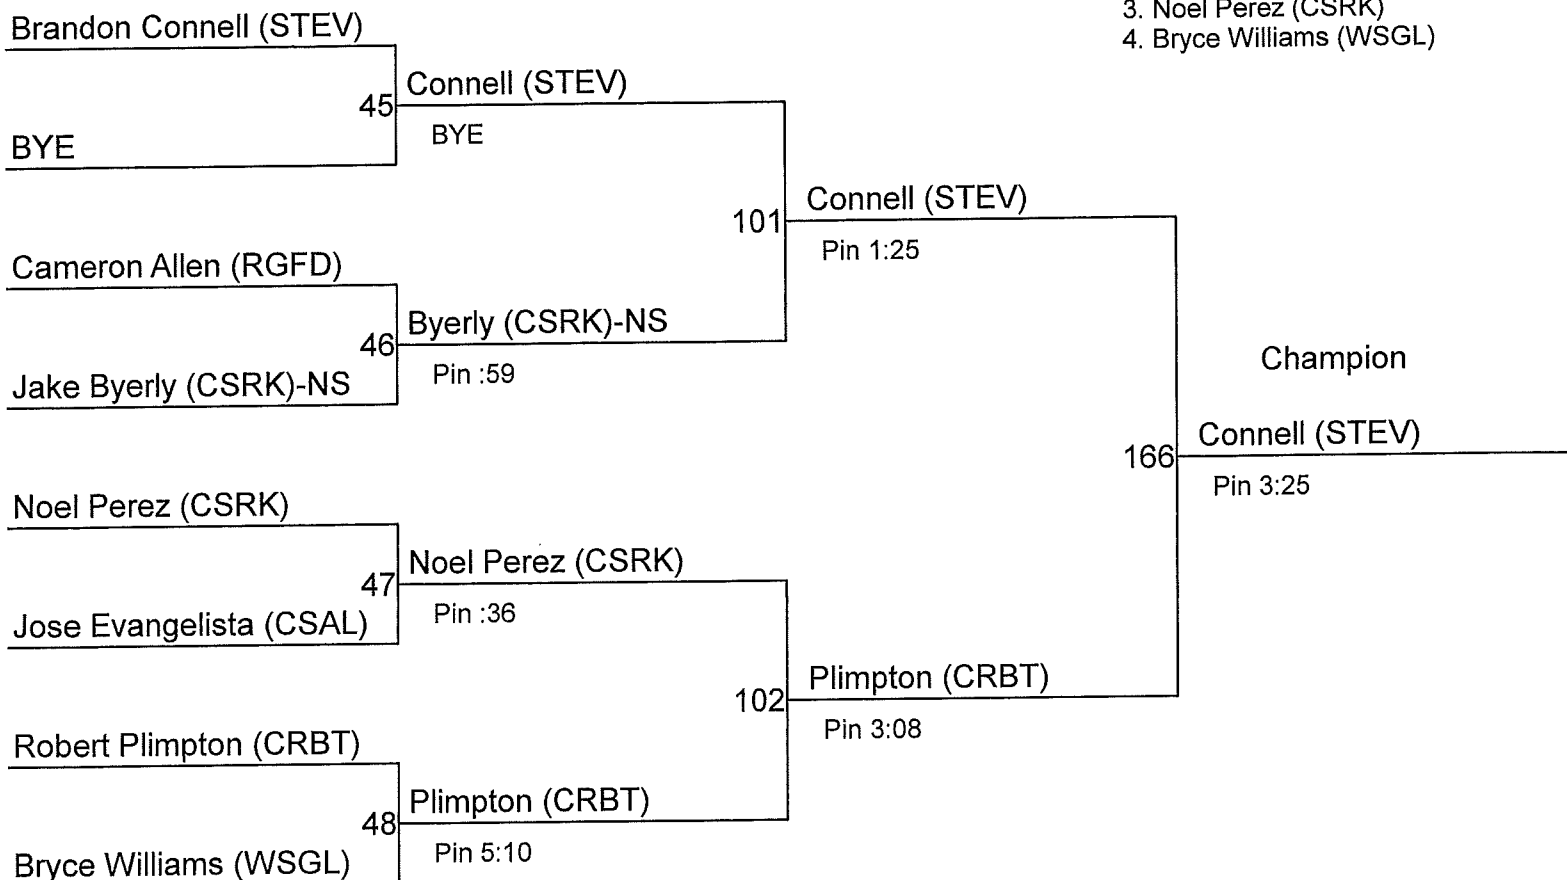 3. Noel Perez (CSRK)
4. Bryce Williams (WSGL)
Brandon Connell (STEV)
45
Connell (STEV)
BYE
BYE
101
Connell (STEV)
Pin 1:25
Cameron Allen (RGFD)
46
Byerly (CSRK)-NS
Pin :59
Jake Byerly (CSRK)-NS
Champion
166
Connell (STEV)
Pin 3:25
Noel Perez (CSRK)
47
Noel Perez (CSRK)
Pin :36
Jose Evangelista (CSAL)
102
Plimpton (CRBT)
Pin 3:08
Robert Plimpton (CRBT)
48
Plimpton (CRBT)
Pin 5:10
Bryce Williams (WSGL)